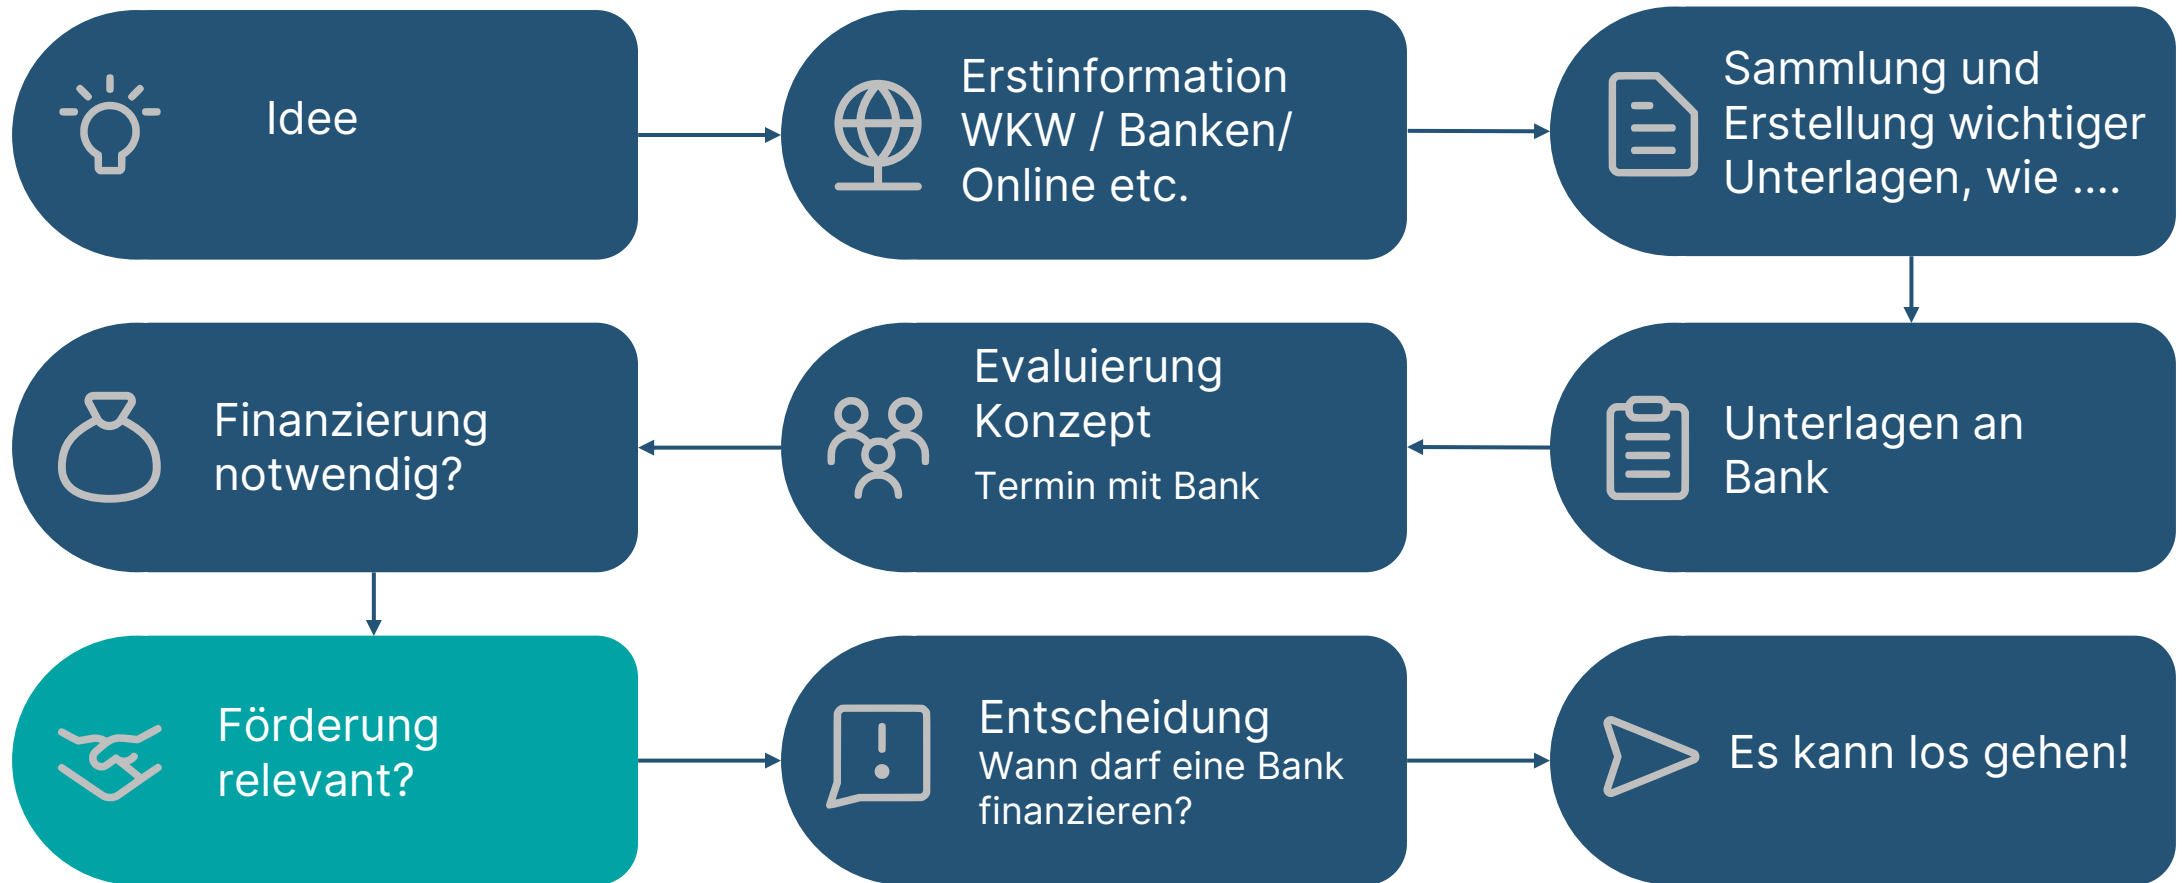 Idee
Erstinformation
WKW / Banken/
Online etc.
Sammlung und
Erstellung wichtiger
Unterlagen, wie ....
Unterlagen an
Bank
Evaluierung
Konzept
Termin mit Bank
Finanzierung
notwendig?
Förderung
relevant?
Entscheidung
Wann darf eine Bank
finanzieren?
Es kann los gehen!